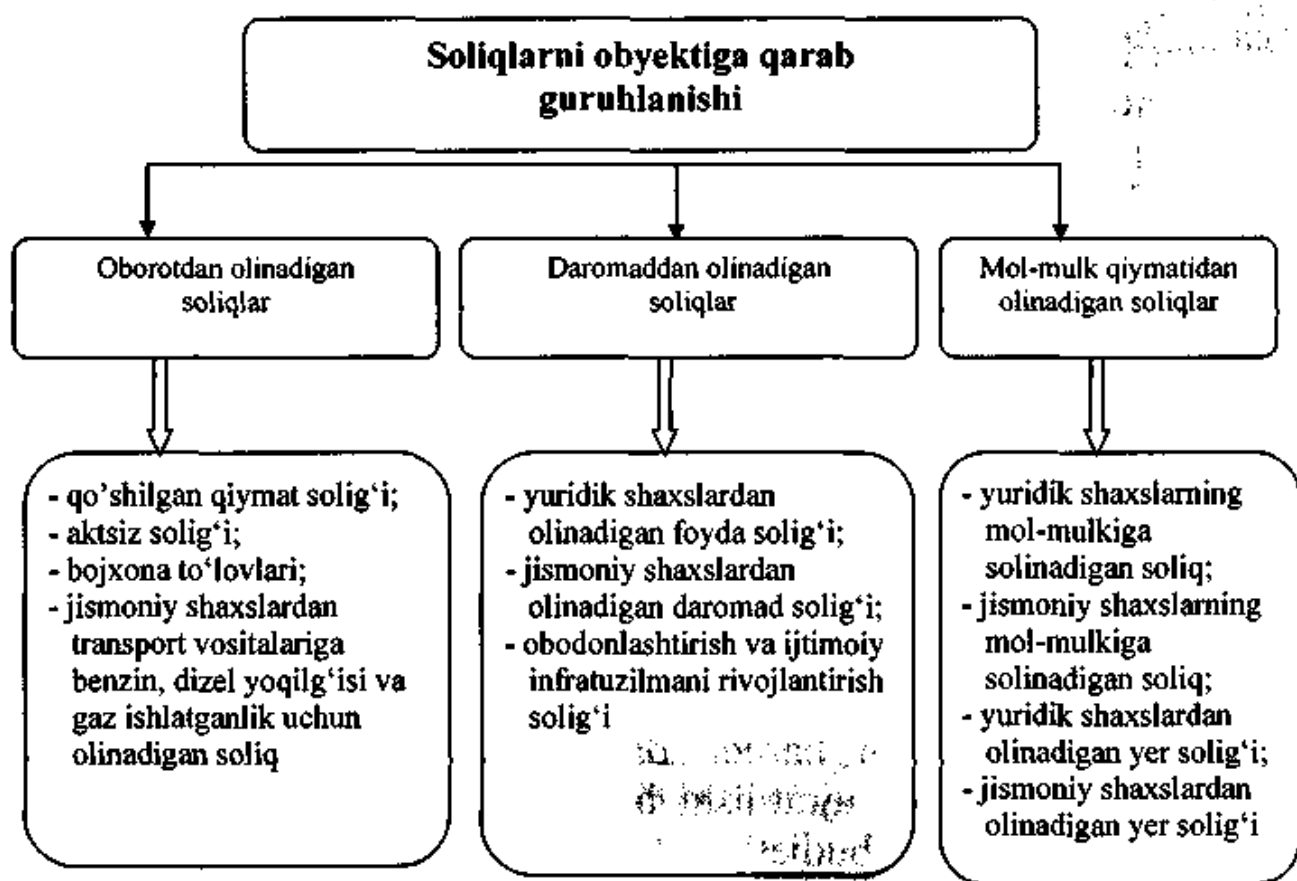 Soliqlarni obyektiga qarab
guruhlanishi
Oborotdan olinadigan
soliqlar
Daromaddan olinadigan
soliqlar
Mol-mulk qiymatidan
olinadigan soliqlar
- qo’shilgan qiymat solig‘i;
- aktsiz solig‘i;
- bojxona to‘lovlari;
- jismoniy shaxslardan
transport vositalariga
benzin, dizel yoqilg‘isi va
gaz ishlatganlik uchun
olinadigan soliq
- yuridik shaxslardan
olinadigan foyda solig‘i;
- jismoniy shaxslardan
olinadigan daromad solig‘i;
- obodonlashtirish va ijtimoiy
infratuzilmani rivojlantirish
solig‘i
- yuridik shaxslarning
mol-mulkiga
solinadigan soliq;
- jismoniy shaxslarning
mol-mulkiga
solinadigan soliq;
- yuridik shaxslardan
olinadigan yer solig‘i;
- jismoniy shaxslardan
olinadigan yer solig‘i